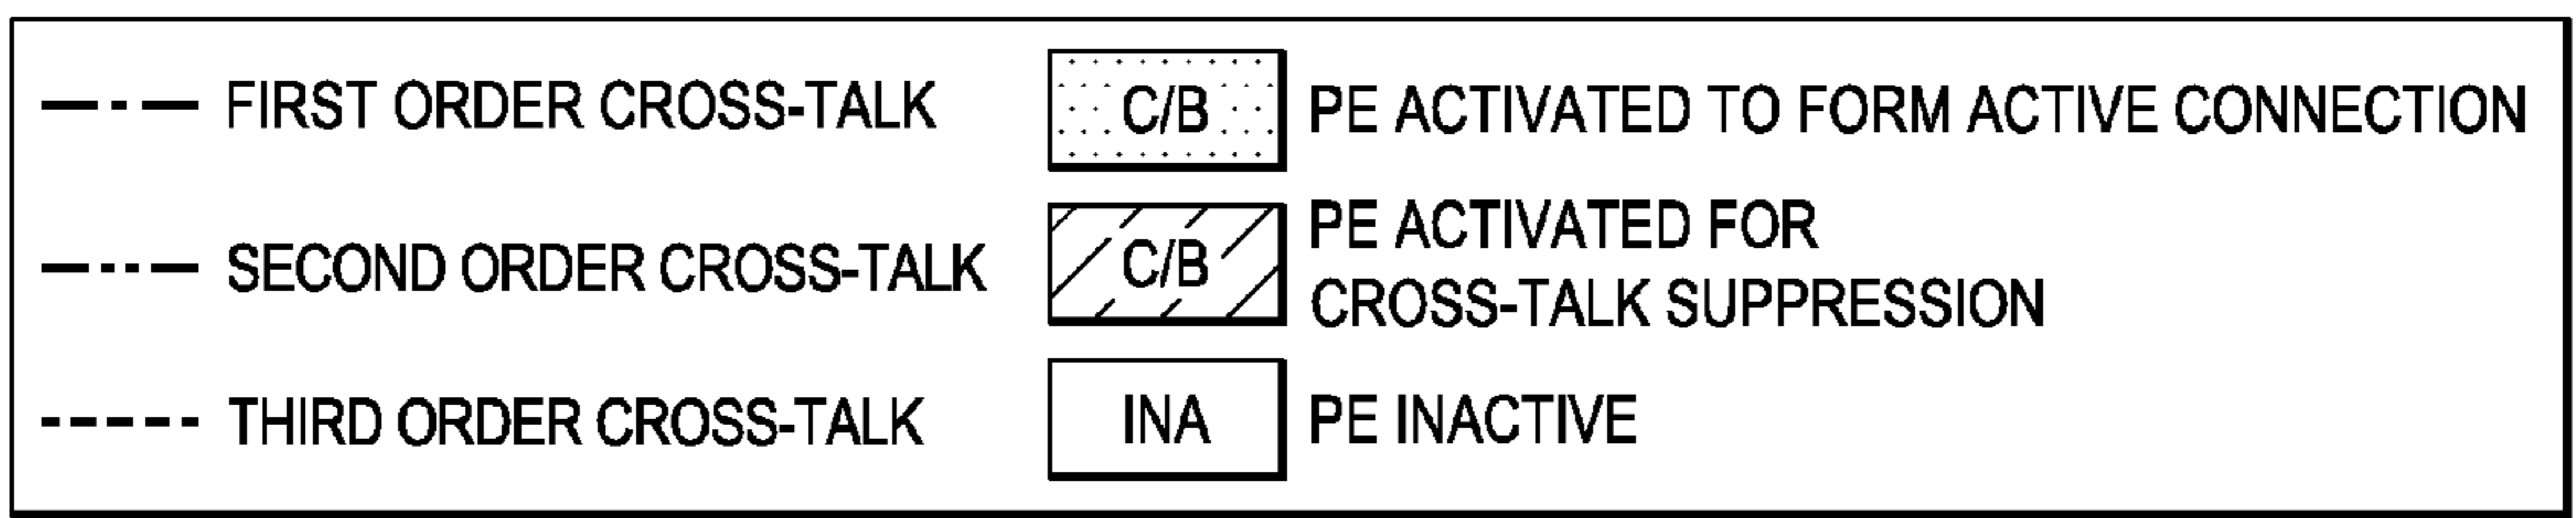 FIRST ORDER CROSS-TALK
SECOND ORDER CROSS-TALK
THIRD ORDER CROSS-TALK
C/B PE ACTIVATED TO FORM ACTIVE CONNECTION
C/B PE ACTIVATED FOR
CROSS-TALK SUPPRESSION
INA PE INACTIVE